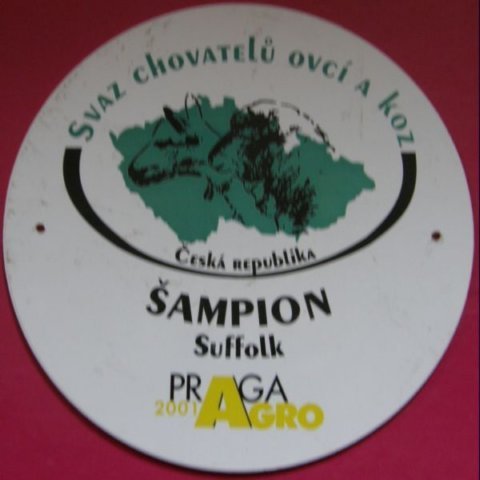 Svaz chovatelů ovcí a koz
Česká republika
ŠAMPION
Suffolk
PRAGA
2001 AGRO